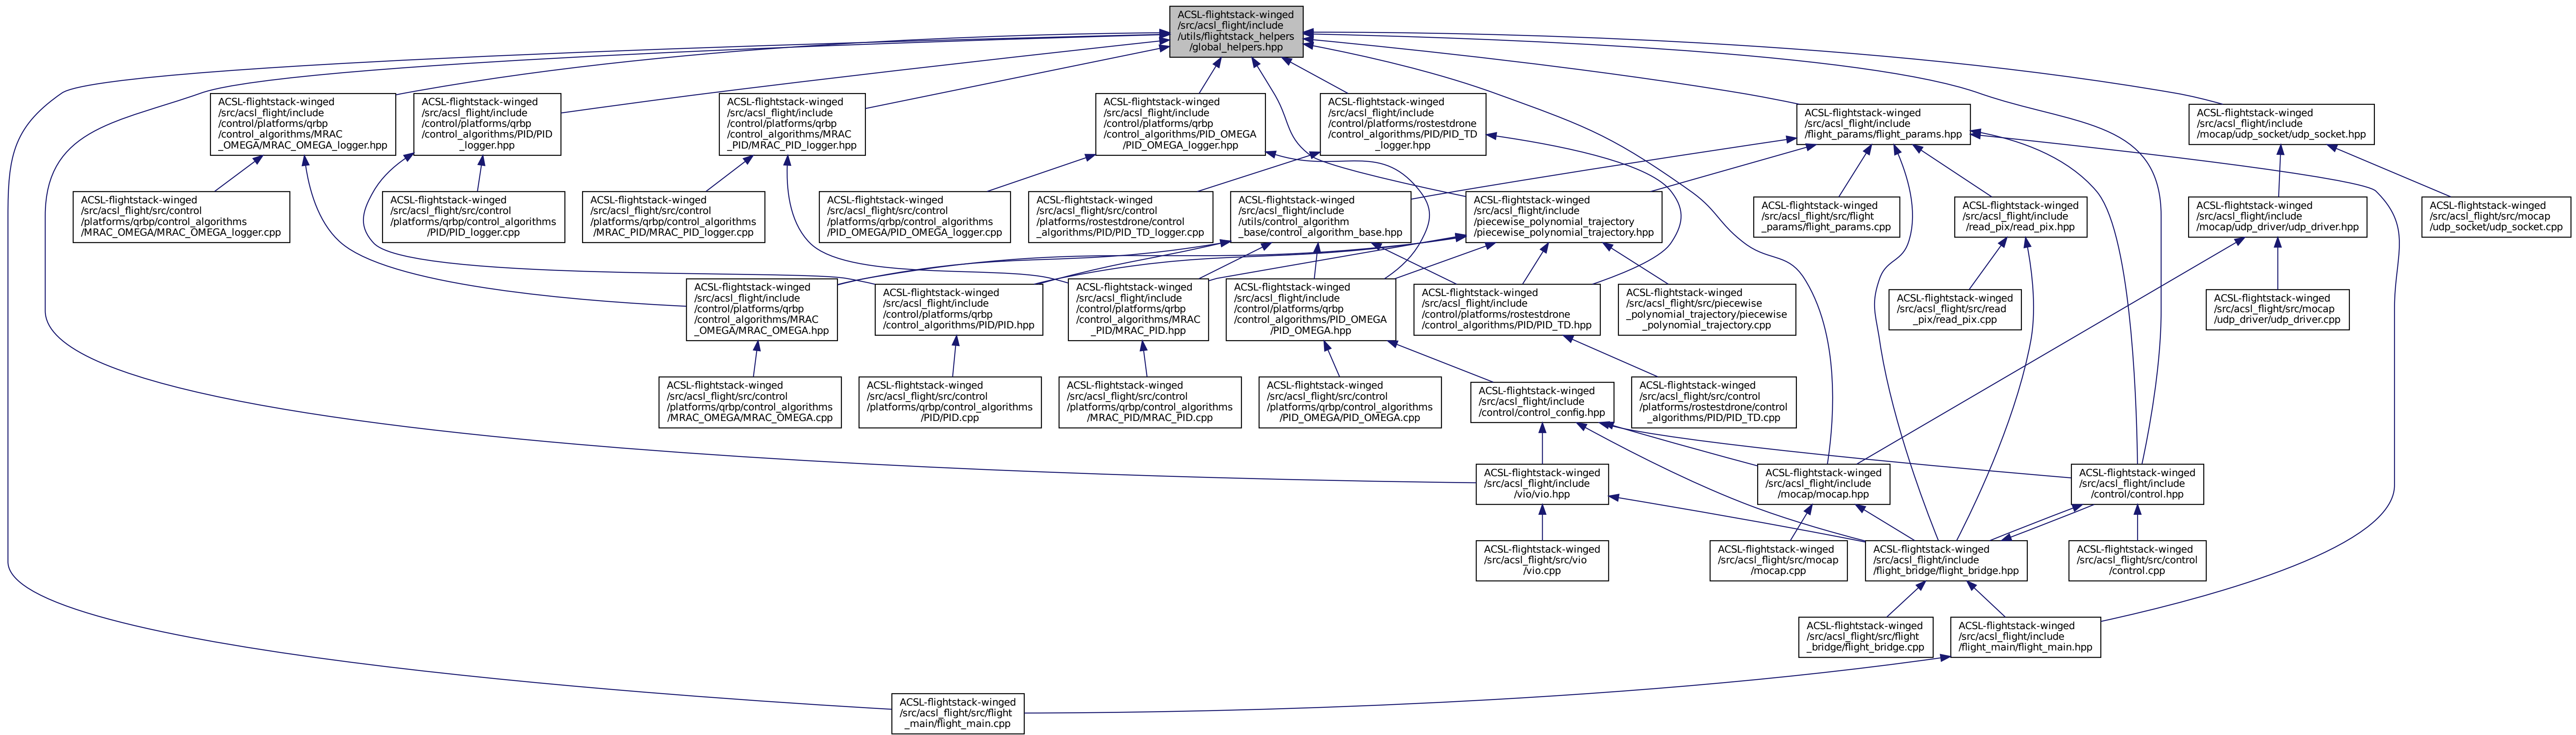 ACSL-flightstack-winged
/src/acsl_flight/include
/utils/flightstack_helpers
/global_helpers.hpp
ACSL-flightstack-winged
/src/acsl_flight/include
/control/platforms/qrbp
/control_algorithms/MRAC
_OMEGA/MRAC_OMEGA_logger.hpp
ACSL-flightstack-winged
/src/acsl_flight/include
/control/platforms/qrbp
/control_algorithms/PID/PID
_logger.hpp
ACSL-flightstack-winged
/src/acsl_flight/include
/control/platforms/qrbp
/control_algorithms/MRAC
_PID/MRAC_PID_logger.hpp
ACSL-flightstack-winged
/src/acsl_flight/include
/control/platforms/qrbp
/control_algorithms/PID_OMEGA
/PID_OMEGA_logger.hpp
ACSL-flightstack-winged
/src/acsl_flight/include
/control/platforms/rostestdrone
/control_algorithms/PID/PID_TD
_logger.hpp
ACSL-flightstack-winged
/src/acsl_flight/include
/flight_params/flight_params.hpp
ACSL-flightstack-winged
/src/acsl_flight/include
/mocap/udp_socket/udp_socket.hpp
ACSL-flightstack-winged
/src/acsl_flight/src/control
/platforms/qrbp/control_algorithms
/MRAC_OMEGA/MRAC_OMEGA_logger.cpp
ACSL-flightstack-winged
/src/acsl_flight/src/control
/platforms/qrbp/control_algorithms
/PID/PID_logger.cpp
ACSL-flightstack-winged
/src/acsl_flight/src/control
/platforms/qrbp/control_algorithms
/MRAC_PID/MRAC_PID_logger.cpp
ACSL-flightstack-winged
/src/acsl_flight/src/control
/platforms/qrbp/control_algorithms
/PID_OMEGA/PID_OMEGA_logger.cpp
ACSL-flightstack-winged
/src/acsl_flight/src/control
/platforms/rostestdrone/control
_algorithms/PID/PID_TD_logger.cpp
ACSL-flightstack-winged
/src/acsl_flight/include
/utils/control_algorithm
_base/control_algorithm_base.hpp
ACSL-flightstack-winged
/src/acsl_flight/include
/piecewise_polynomial_trajectory
/piecewise_polynomial_trajectory.hpp
ACSL-flightstack-winged
/src/acsl_flight/src/flight
_params/flight_params.cpp
ACSL-flightstack-winged
/src/acsl_flight/include
/read_pix/read_pix.hpp
ACSL-flightstack-winged
/src/acsl_flight/include
/mocap/udp_driver/udp_driver.hpp
ACSL-flightstack-winged
/src/acsl_flight/src/mocap
/udp_socket/udp_socket.cpp
ACSL-flightstack-winged
/src/acsl_flight/include
/control/platforms/qrbp
/control_algorithms/MRAC
_OMEGA/MRAC_OMEGA.hpp
ACSL-flightstack-winged
/src/acsl_flight/include
/control/platforms/qrbp
/control_algorithms/PID/PID.hpp
ACSL-flightstack-winged
/src/acsl_flight/include
/control/platforms/qrbp
/control_algorithms/MRAC
_PID/MRAC_PID.hpp
ACSL-flightstack-winged
/src/acsl_flight/include
/control/platforms/qrbp
/control_algorithms/PID_OMEGA
/PID_OMEGA.hpp
ACSL-flightstack-winged
/src/acsl_flight/include
/control/platforms/rostestdrone
/control_algorithms/PID/PID_TD.hpp
ACSL-flightstack-winged
/src/acsl_flight/src/piecewise
_polynomial_trajectory/piecewise
_polynomial_trajectory.cpp
ACSL-flightstack-winged
/src/acsl_flight/src/read
_pix/read_pix.cpp
ACSL-flightstack-winged
/src/acsl_flight/src/mocap
/udp_driver/udp_driver.cpp
ACSL-flightstack-winged
/src/acsl_flight/src/control
/platforms/qrbp/control_algorithms
/MRAC_OMEGA/MRAC_OMEGA.cpp
ACSL-flightstack-winged
/src/acsl_flight/src/control
/platforms/qrbp/control_algorithms
/PID/PID.cpp
ACSL-flightstack-winged
/src/acsl_flight/src/control
/platforms/qrbp/control_algorithms
/MRAC_PID/MRAC_PID.cpp
ACSL-flightstack-winged
/src/acsl_flight/src/control
/platforms/qrbp/control_algorithms
/PID_OMEGA/PID_OMEGA.cpp
ACSL-flightstack-winged
/src/acsl_flight/include
/control/control_config.hpp
ACSL-flightstack-winged
/src/acsl_flight/src/control
/platforms/rostestdrone/control
_algorithms/PID/PID_TD.cpp
ACSL-flightstack-winged
/src/acsl_flight/include
/vio/vio.hpp
ACSL-flightstack-winged
/src/acsl_flight/include
/mocap/mocap.hpp
ACSL-flightstack-winged
/src/acsl_flight/include
/control/control.hpp
ACSL-flightstack-winged
/src/acsl_flight/src/vio
/vio.cpp
ACSL-flightstack-winged
/src/acsl_flight/src/mocap
/mocap.cpp
ACSL-flightstack-winged
/src/acsl_flight/include
/flight_bridge/flight_bridge.hpp
ACSL-flightstack-winged
/src/acsl_flight/src/control
/control.cpp
ACSL-flightstack-winged
/src/acsl_flight/src/flight
_bridge/flight_bridge.cpp
ACSL-flightstack-winged
/src/acsl_flight/include
/flight_main/flight_main.hpp
ACSL-flightstack-winged
/src/acsl_flight/src/flight
_main/flight_main.cpp